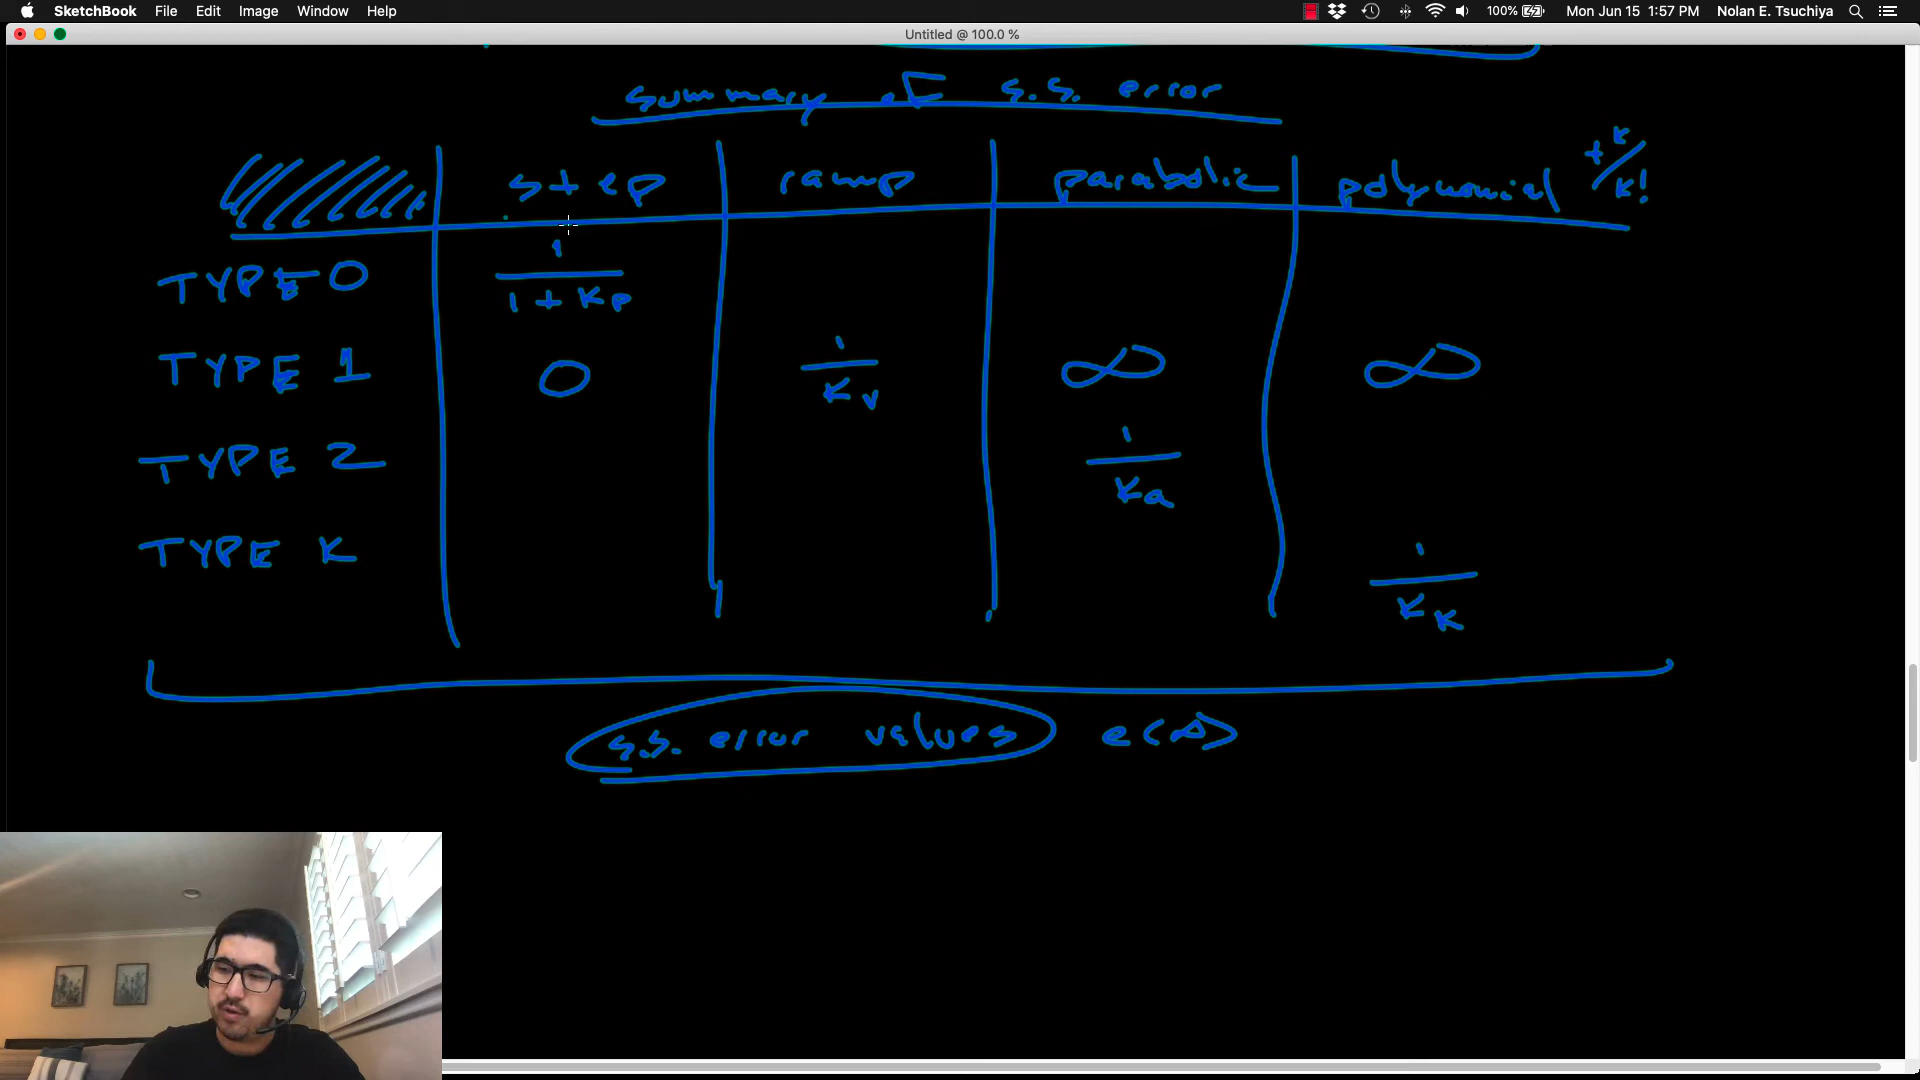 SketchBook File Edit Image Window Help 100% Mon Jun 15 1:57 PM Nolan E. Tsuchiya
Untitled @ 100.0 %
summary of s.s. error
step ramp parabolic polynomial t^k/k!
TYPE 0 1/(1 + Kp)
TYPE 1 0 1/Kv ∞ ∞
TYPE 2 1/Ka
TYPE K 1/KK
s.s. error values e(∞)